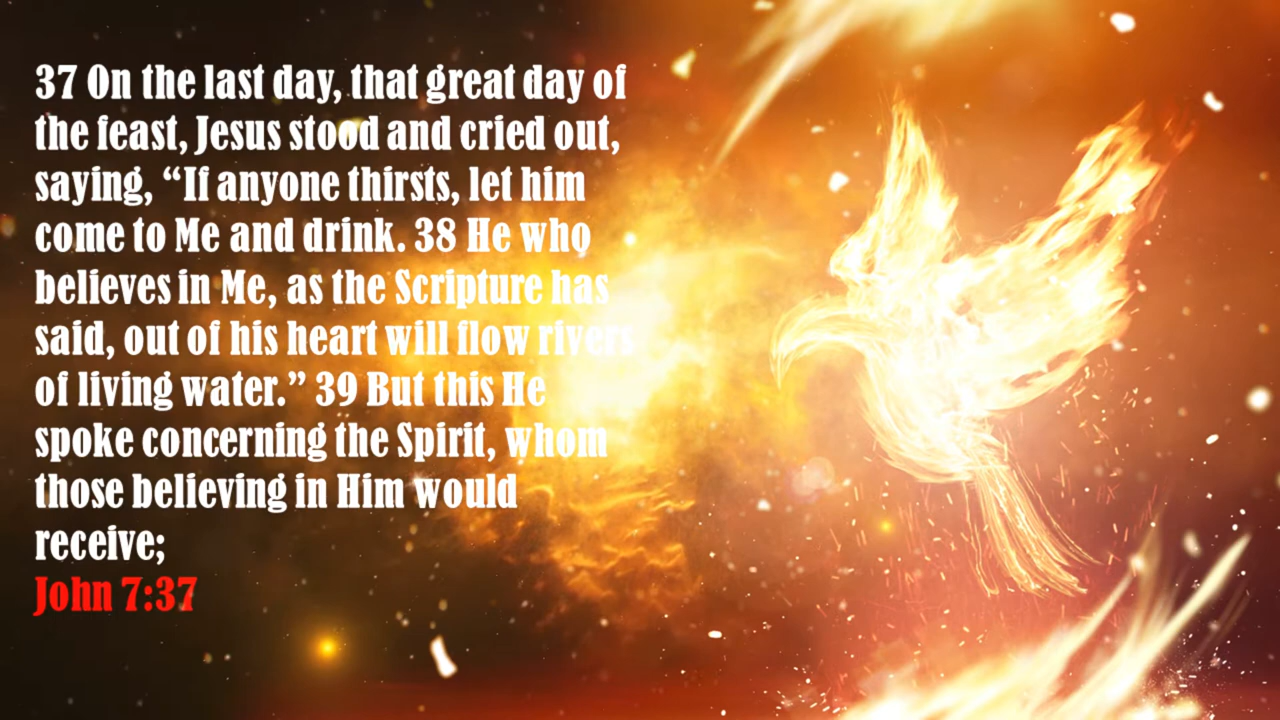 37 On the last day, that great day of
the feast, Jesus stood and cried out,
saying, “If anyone thirsts, let him
come to Me and drink. 38 He who
believes in Me, as the Scripture has
said, out of his heart will flow rivers
of living water.” 39 But this He
spoke concerning the Spirit, whom
those believing in Him would
receive;
John 7:37